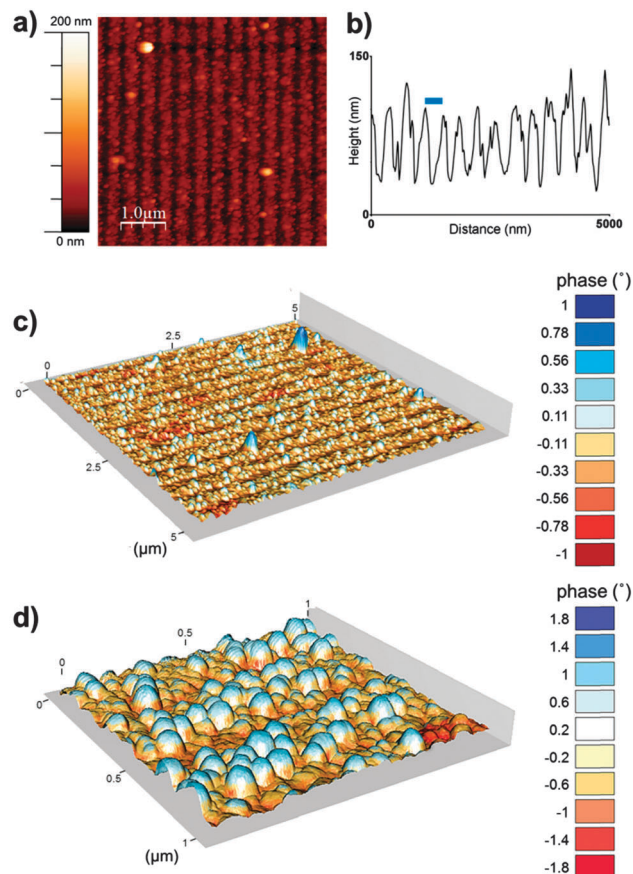 a)
200 nm
0 nm
1.0µm
b)
150
Height (nm)
0
0
5000
Distance (nm)
c)
5
2.5
0
0
2.5
5
(µm)
phase (˚)
1
0.78
0.56
0.33
0.11
-0.11
-0.33
-0.56
-0.78
-1
d)
1
0.5
0
0
0.5
1
(µm)
phase (˚)
1.8
1.4
1
0.6
0.2
-0.2
-0.6
-1
-1.4
-1.8